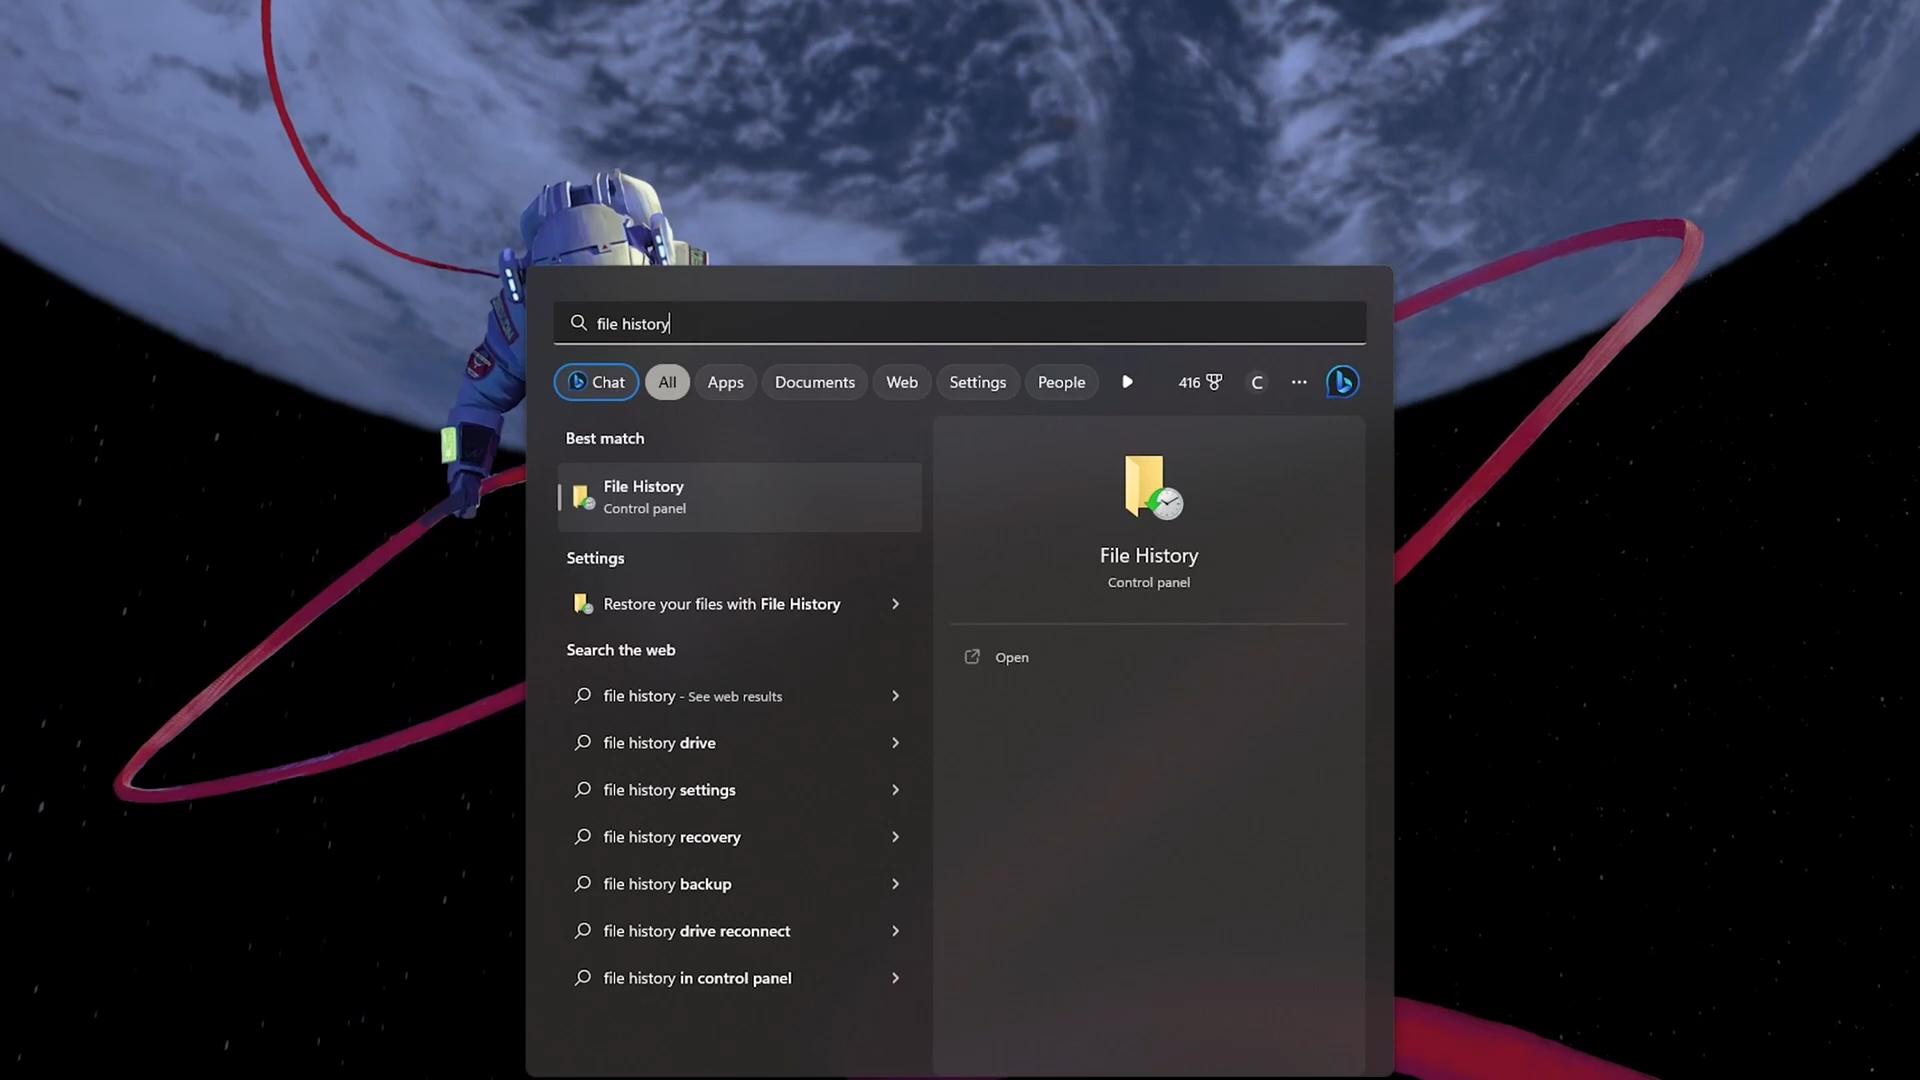 file history
Chat All Apps Documents Web Settings People 416 C
Best match
File History
Control panel
Settings
Restore your files with File History
Search the web
file history - See web results
file history drive
file history settings
file history recovery
file history backup
file history drive reconnect
file history in control panel
File History
Control panel
Open